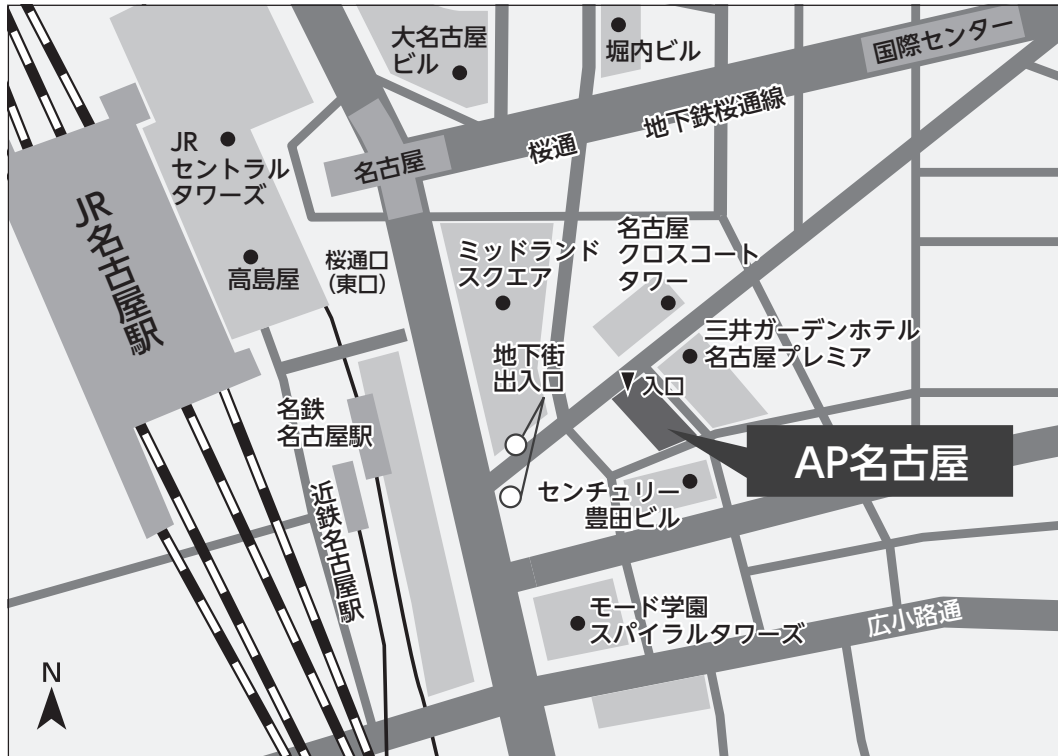 大名古屋
ビル
堀内ビル
国際センター
地下鉄桜通線
桜通
名古屋
JR
セントラル
タワーズ
JR名古屋駅
高島屋
桜通口
(東口)
ミッドランド
スクエア
名古屋
クロスコート
タワー
三井ガーデンホテル
名古屋プレミア
地下街
出入口
入口
名鉄
名古屋駅
AP名古屋
近鉄名古屋駅
センチュリー
豊田ビル
モード学園
スパイラルタワーズ
広小路通
N